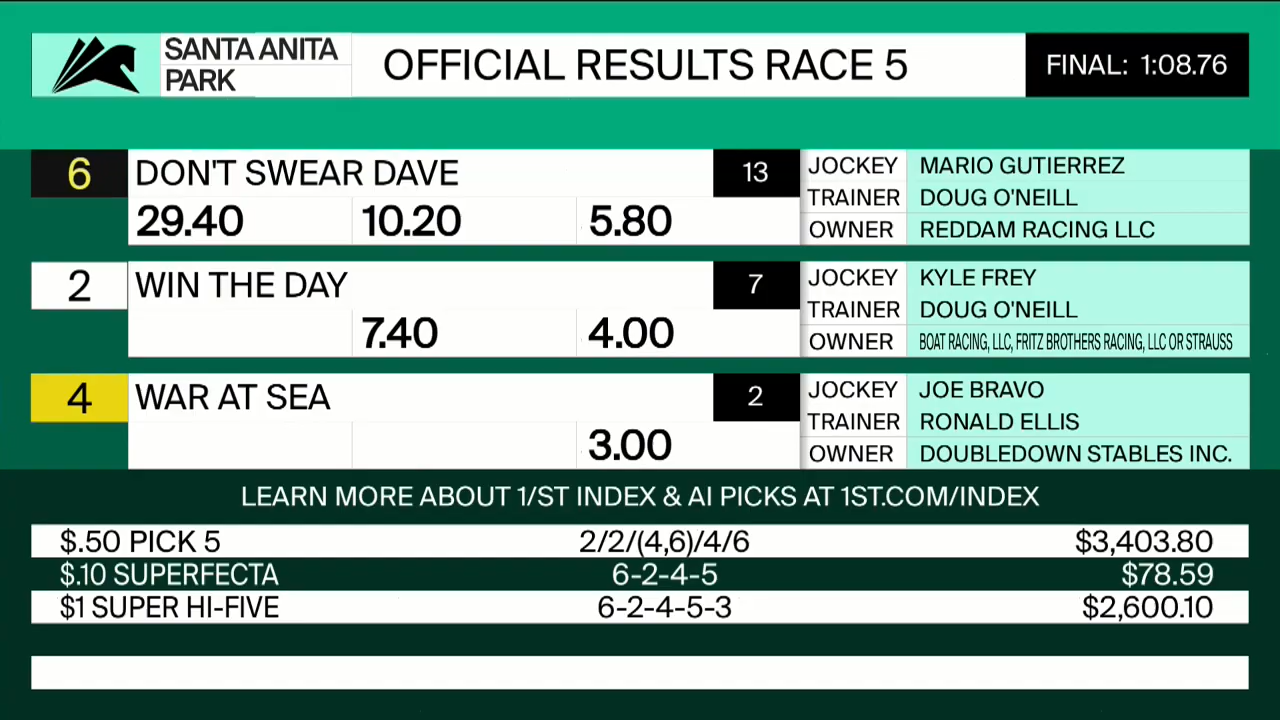 SANTA ANITA
PARK
OFFICIAL RESULTS RACE 5
FINAL: 1:08.76
6 DON'T SWEAR DAVE 13
29.40 10.20 5.80
JOCKEY MARIO GUTIERREZ
TRAINER DOUG O'NEILL
OWNER REDDAM RACING LLC
2 WIN THE DAY 7
7.40 4.00
JOCKEY KYLE FREY
TRAINER DOUG O'NEILL
OWNER BOAT RACING, LLC, FRITZ BROTHERS RACING, LLC OR STRAUSS
4 WAR AT SEA 2
3.00
JOCKEY JOE BRAVO
TRAINER RONALD ELLIS
OWNER DOUBLEDOWN STABLES INC.
LEARN MORE ABOUT 1/ST INDEX & AI PICKS AT 1ST.COM/INDEX
$.50 PICK 5 2/2/(4,6)/4/6 $3,403.80
$.10 SUPERFECTA 6-2-4-5 $78.59
$1 SUPER HI-FIVE 6-2-4-5-3 $2,600.10